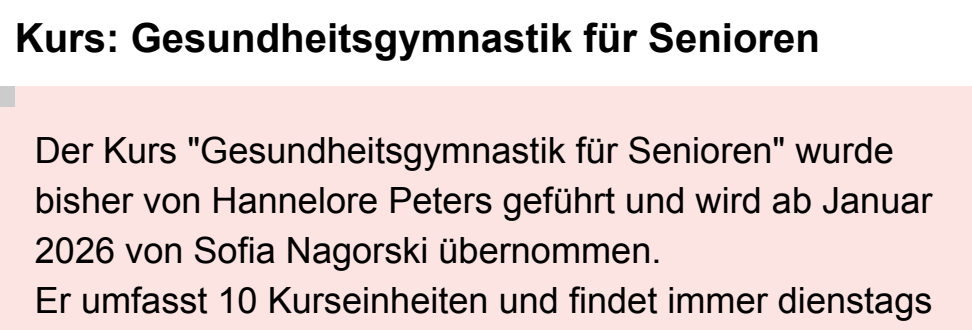 Kurs: Gesundheitsgymnastik für Senioren
Der Kurs "Gesundheitsgymnastik für Senioren" wurde
bisher von Hannelore Peters geführt und wird ab Januar
2026 von Sofia Nagorski übernommen.
Er umfasst 10 Kurseinheiten und findet immer dienstags